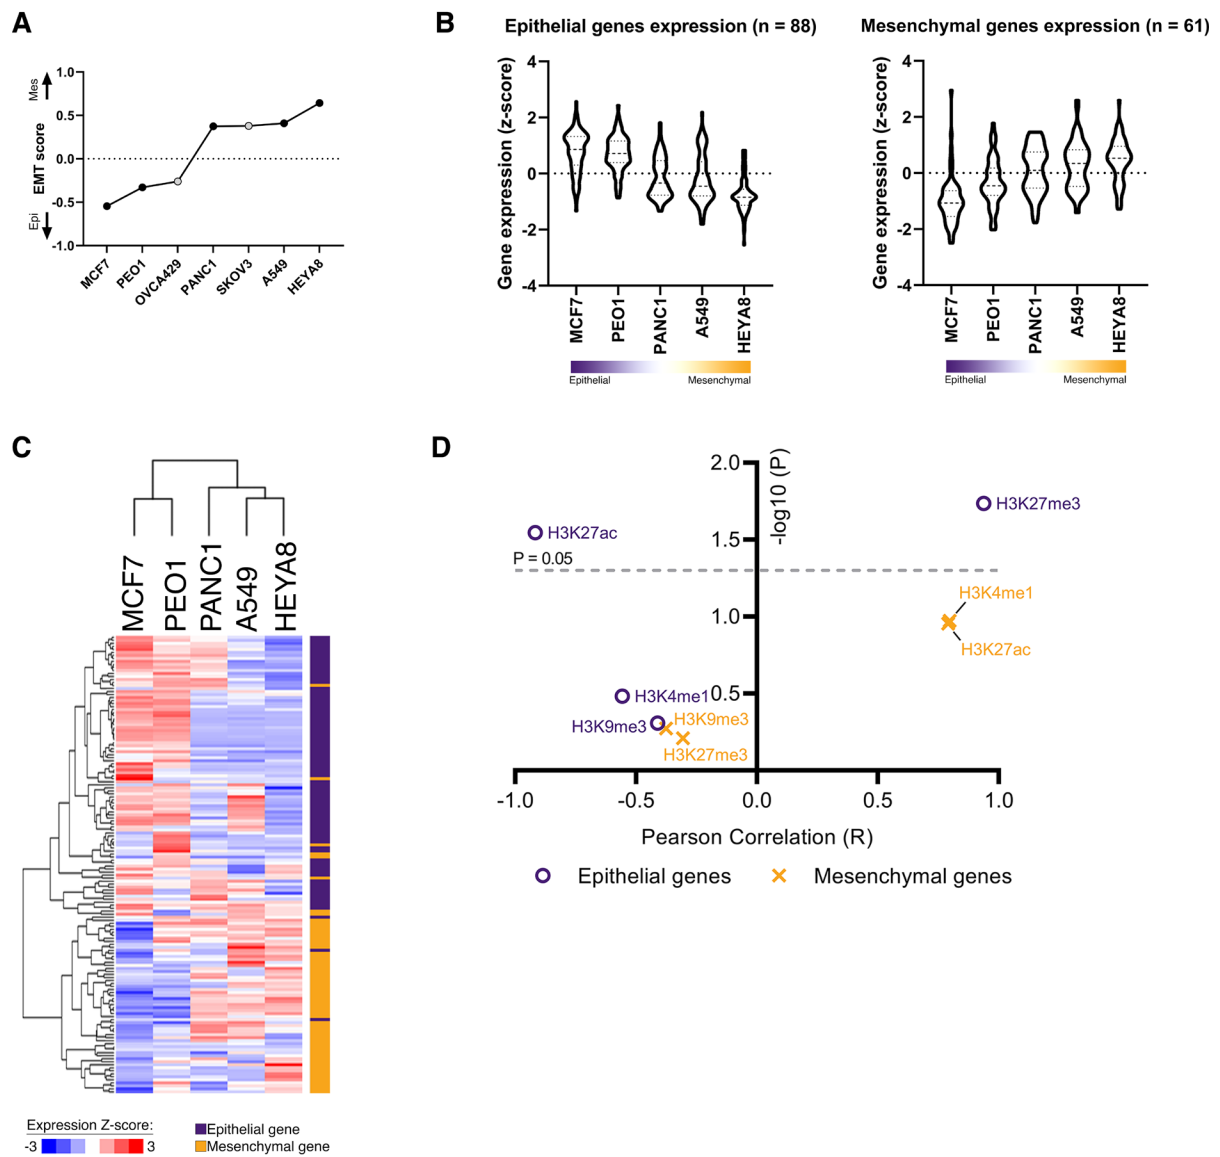 A
Mes
Epi
EMT score
1.0
0.5
0.0
-0.5
-1.0
MCF7
PEO1
OVCA429
PANC1
SKOV3
A549
HEYA8
B
Epithelial genes expression (n = 88)
Gene expression (z-score)
4
2
0
-2
-4
MCF7
PEO1
PANC1
A549
HEYA8
Epithelial
Mesenchymal
Mesenchymal genes expression (n = 61)
Gene expression (z-score)
4
2
0
-2
-4
MCF7
PEO1
PANC1
A549
HEYA8
Epithelial
Mesenchymal
C
MCF7
PEO1
PANC1
A549
HEYA8
Expression Z-score:
-3
3
Epithelial gene
Mesenchymal gene
D
-log10 (P)
2.0
1.5
1.0
0.5
H3K27me3
H3K27ac
P = 0.05
H3K4me1
H3K27ac
H3K4me1
H3K9me3
H3K9me3
H3K27me3
-1.0
-0.5
0.0
0.5
1.0
Pearson Correlation (R)
Epithelial genes
Mesenchymal genes